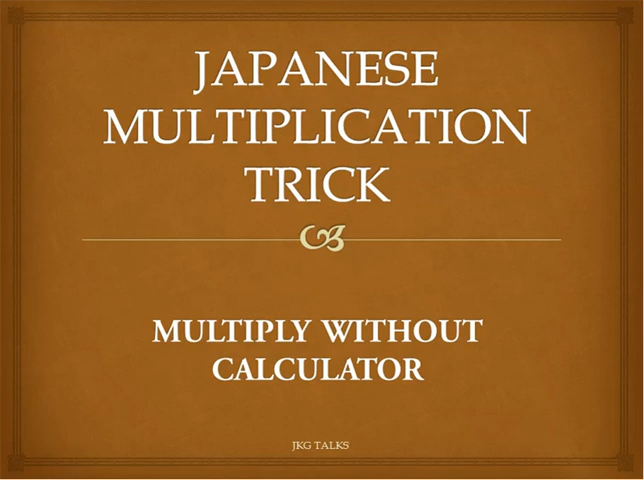 JAPANESE
MULTIPLICATION
TRICK
MULTIPLY WITHOUT
CALCULATOR
JKG TALKS